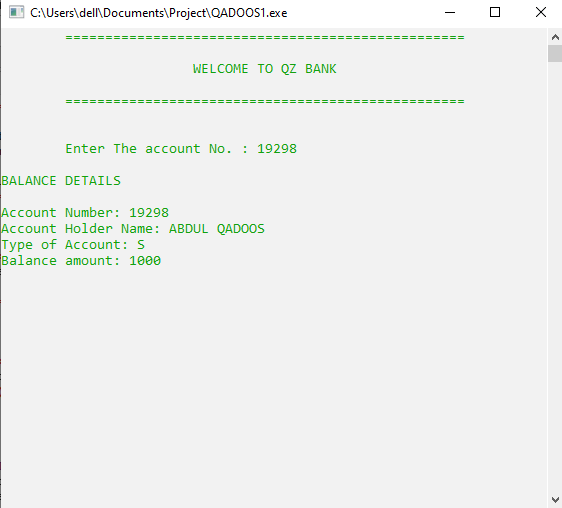 C:\Users\dell\Documents\Project\QADOOS1.exe
==================================================
WELCOME TO QZ BANK
==================================================
Enter The account No. : 19298
BALANCE DETAILS
Account Number: 19298
Account Holder Name: ABDUL QADOOS
Type of Account: S
Balance amount: 1000